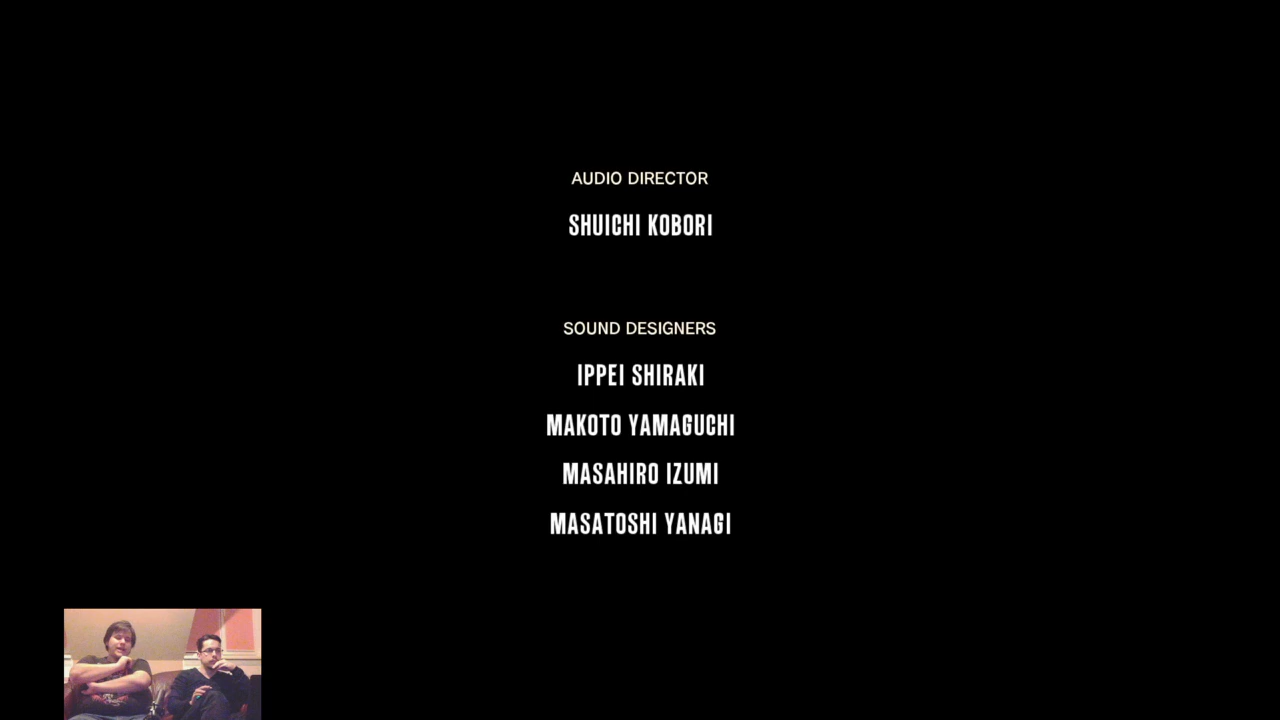 AUDIO DIRECTOR
SHUICHI KOBORI
SOUND DESIGNERS
IPPEI SHIRAKI
MAKOTO YAMAGUCHI
MASAHIRO IZUMI
MASATOSHI YANAGI